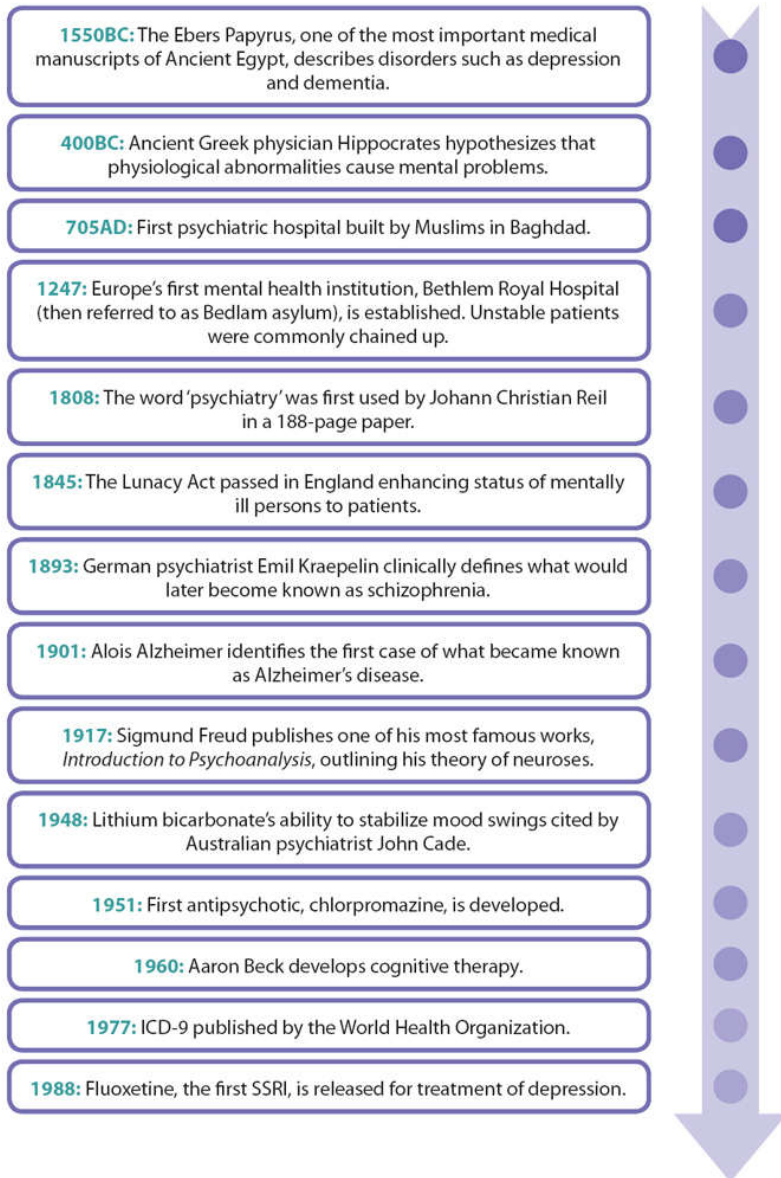 1550BC: The Ebers Papyrus, one of the most important medical
manuscripts of Ancient Egypt, describes disorders such as depression
and dementia.
400BC: Ancient Greek physician Hippocrates hypothesizes that
physiological abnormalities cause mental problems.
705AD: First psychiatric hospital built by Muslims in Baghdad.
1247: Europe's first mental health institution, Bethlem Royal Hospital
(then referred to as Bedlam asylum), is established. Unstable patients
were commonly chained up.
1808: The word 'psychiatry' was first used by Johann Christian Reil
in a 188-page paper.
1845: The Lunacy Act passed in England enhancing status of mentally
ill persons to patients.
1893: German psychiatrist Emil Kraepelin clinically defines what would
later become known as schizophrenia.
1901: Alois Alzheimer identifies the first case of what became known
as Alzheimer's disease.
1917: Sigmund Freud publishes one of his most famous works,
Introduction to Psychoanalysis, outlining his theory of neuroses.
1948: Lithium bicarbonate's ability to stabilize mood swings cited by
Australian psychiatrist John Cade.
1951: First antipsychotic, chlorpromazine, is developed.
1960: Aaron Beck develops cognitive therapy.
1977: ICD-9 published by the World Health Organization.
1988: Fluoxetine, the first SSRI, is released for treatment of depression.